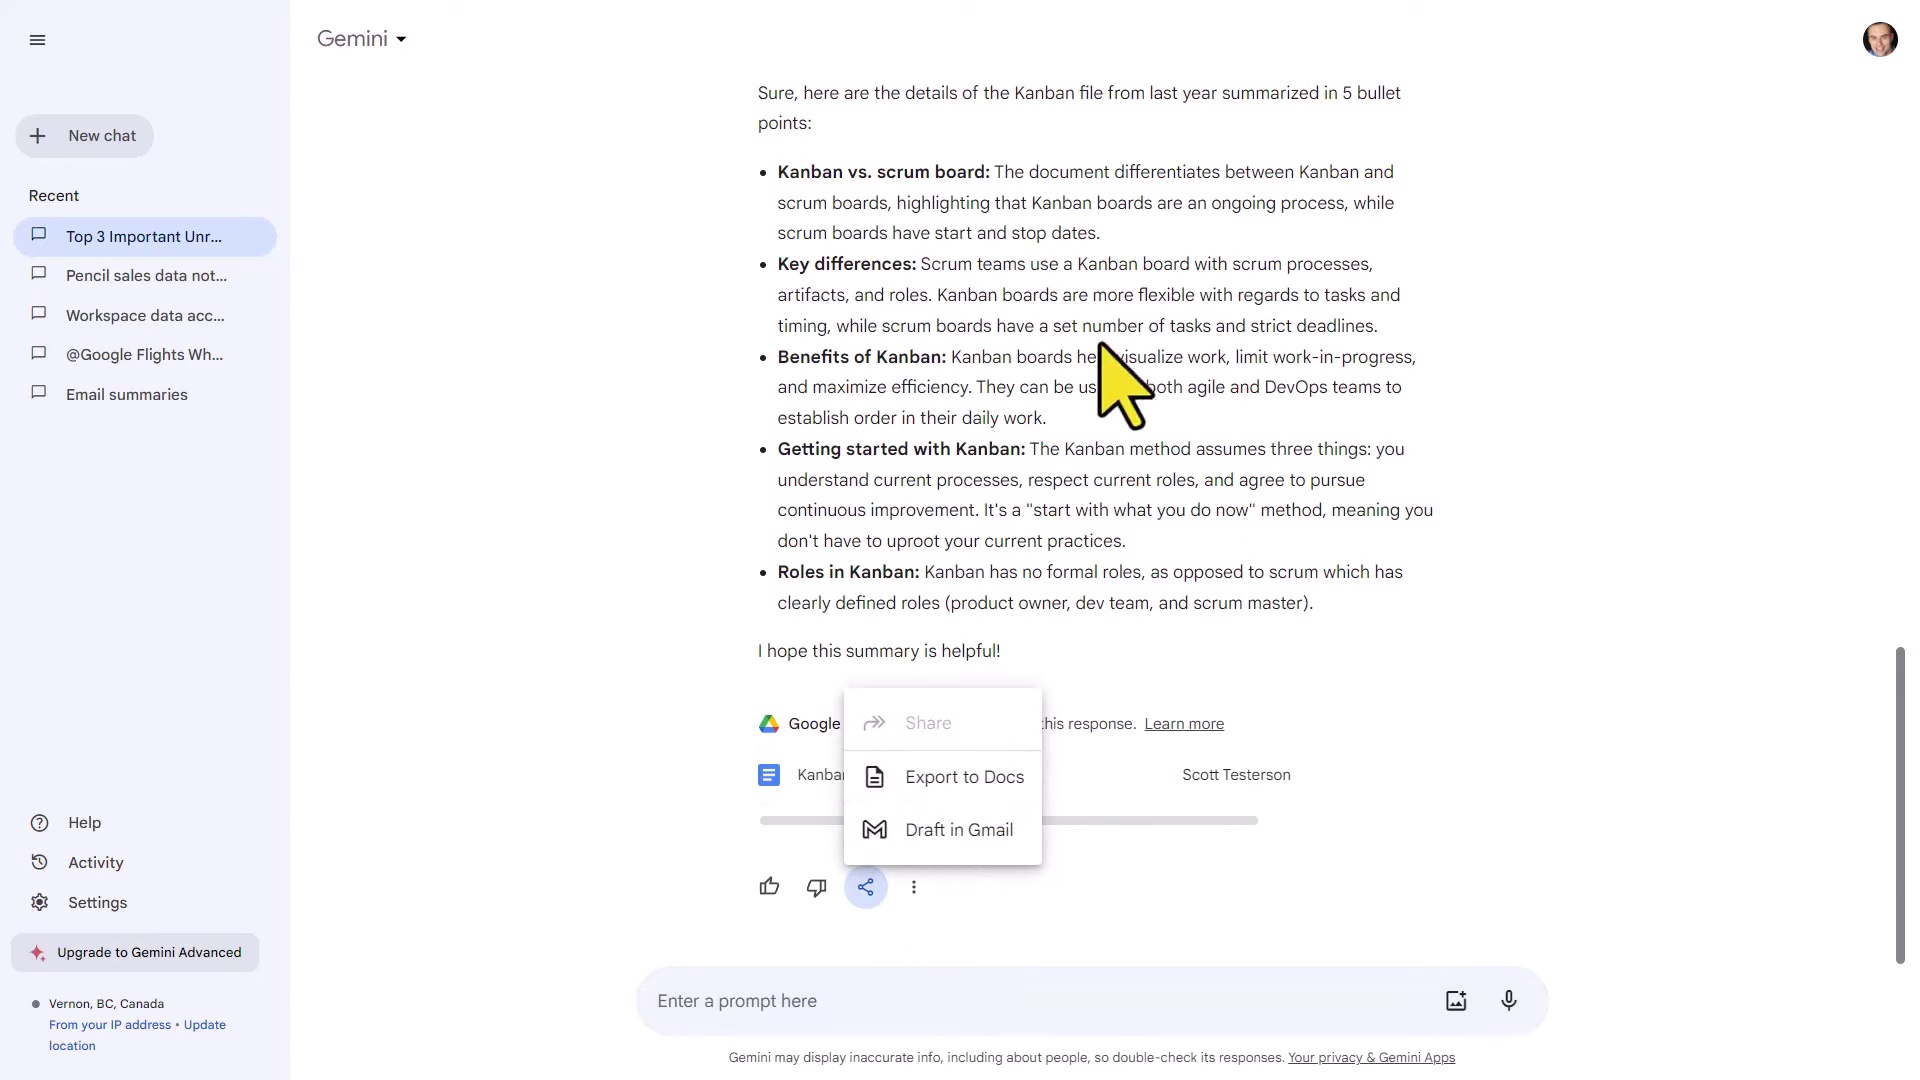 Gemini
New chat
Recent
Top 3 Important Unr...
Pencil sales data not...
Workspace data acc...
@Google Flights Wh...
Email summaries
Help
Activity
Settings
Upgrade to Gemini Advanced
Vernon, BC, Canada
From your IP address • Update
location
Sure, here are the details of the Kanban file from last year summarized in 5 bullet
points:
• Kanban vs. scrum board: The document differentiates between Kanban and
scrum boards, highlighting that Kanban boards are an ongoing process, while
scrum boards have start and stop dates.
• Key differences: Scrum teams use a Kanban board with scrum processes,
artifacts, and roles. Kanban boards are more flexible with regards to tasks and
timing, while scrum boards have a set number of tasks and strict deadlines.
• Benefits of Kanban: Kanban boards he isualize work, limit work-in-progress,
and maximize efficiency. They can be us both agile and DevOps teams to
establish order in their daily work.
• Getting started with Kanban: The Kanban method assumes three things: you
understand current processes, respect current roles, and agree to pursue
continuous improvement. It's a "start with what you do now" method, meaning you
don't have to uproot your current practices.
• Roles in Kanban: Kanban has no formal roles, as opposed to scrum which has
clearly defined roles (product owner, dev team, and scrum master).
I hope this summary is helpful!
Google this response. Learn more
Kanba Scott Testerson
Share
Export to Docs
Draft in Gmail
Enter a prompt here
Gemini may display inaccurate info, including about people, so double-check its responses. Your privacy & Gemini Apps